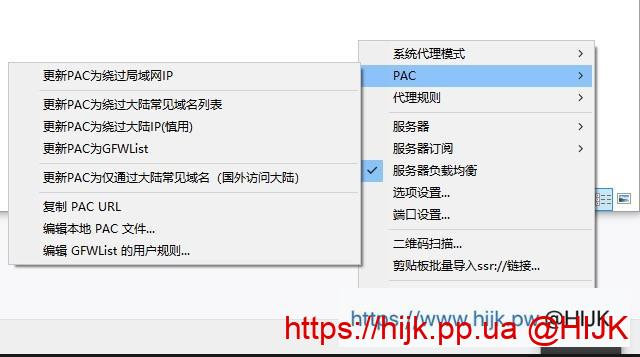 系统代理模式
PAC
代理规则
服务器
服务器订阅
服务器负载均衡
选项设置...
端口设置...
二维码扫描...
剪贴板批量导入ssr://链接...
更新PAC为绕过局域网IP
更新PAC为绕过大陆常见域名列表
更新PAC为绕过大陆IP(慎用)
更新PAC为GFWList
更新PAC为仅通过大陆常见域名（国外访问大陆）
复制 PAC URL
编辑本地 PAC 文件...
编辑 GFWList 的用户规则...
https://www.hijk.pw @HIJK
https://hijk.pp.ua @HIJK